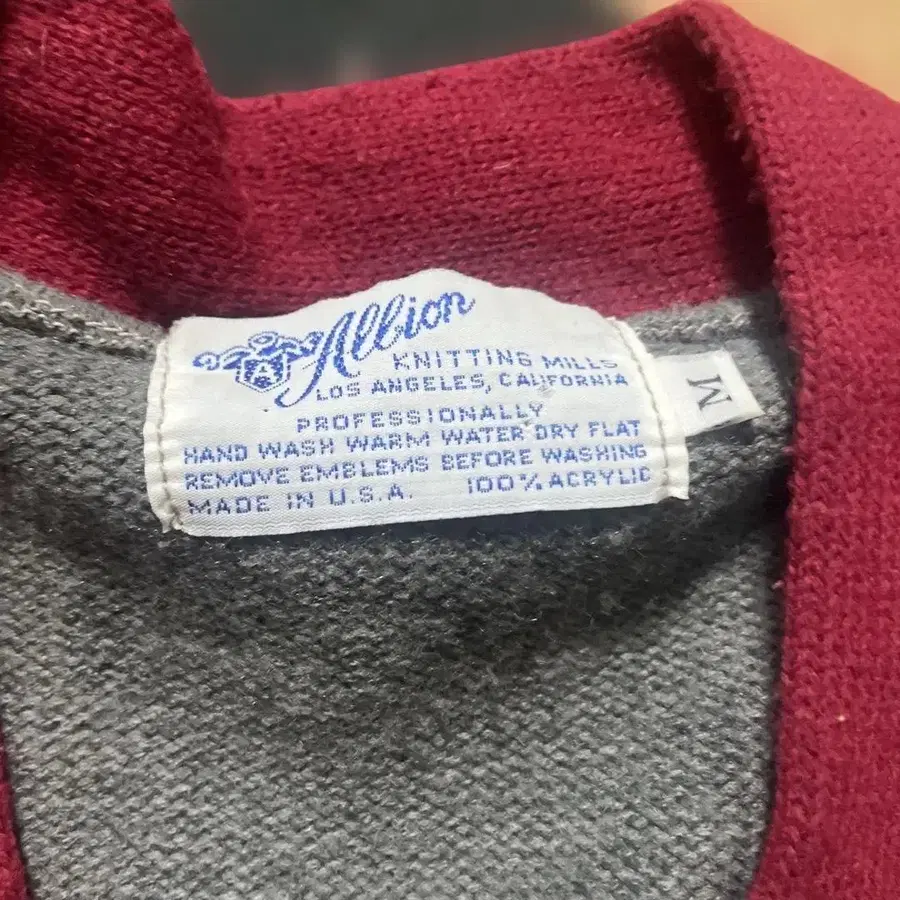 A
Albion
KNITTING MILLS
LOS ANGELES, CALIFORNIA
PROFESSIONALLY
HAND WASH WARM WATER DRY FLAT
REMOVE EMBLEMS BEFORE WASHING
MADE IN U.S.A. 100% ACRYLIC
M